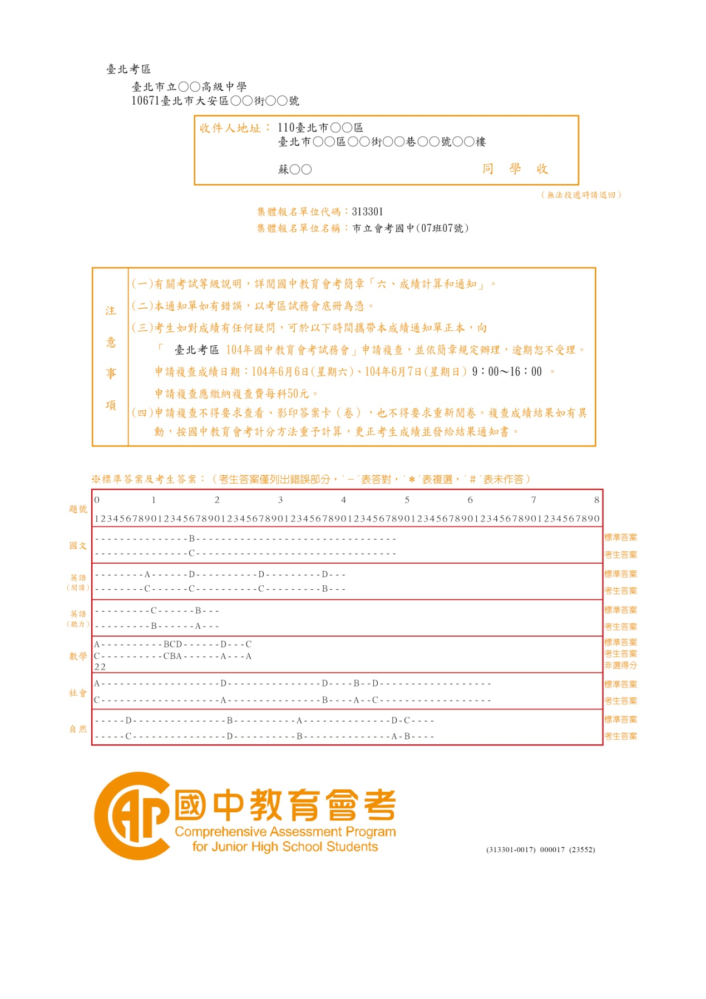 臺北考區
臺北市立○○高級中學
10671臺北市大安區○○街○○號
收件人地址：110臺北市○○區
臺北市○○區○○街○○巷○○號○○樓
蘇○○ 同 學 收
（無法投遞時請退回）
集體報名單位代碼：313301
集體報名單位名稱：市立會考國中(07班07號)
注意事項
(一)有關考試等級說明，詳閱國中教育會考簡章「六、成績計算和通知」。
(二)本通知單如有錯誤，以考區試務會底冊為憑。
(三)考生如對成績有任何疑問，可於以下時間攜帶本成績通知單正本，向
「 臺北考區 104年國中教育會考試務會」申請複查，並依簡章規定辦理，逾期恕不受理。
申請複查成績日期：104年6月6日(星期六)、104年6月7日(星期日) 9：00～16：00 。
申請複查應繳納複查費每科50元。
(四)申請複查不得要求查看、影印答案卡（卷），也不得要求重新閱卷。複查成績結果如有異
動，按國中教育會考計分方法重予計算，更正考生成績並發給結果通知書。
※標準答案及考生答案：（考生答案僅列出錯誤部分，'－'表答對，'＊'表複選，'＃'表未作答）
題號
0 1 2 3 4 5 6 7 8
12345678901234567890123456789012345678901234567890123456789012345678901234567890
國文
---------------B-------------------------------- 標準答案
---------------C-------------------------------- 考生答案
英語
（閱讀）
--------A------D----------D---------D--- 標準答案
--------C------C----------C---------B--- 考生答案
英語
（聽力）
---------C------B--- 標準答案
---------B------A--- 考生答案
數學
A----------BCD------D---C 標準答案
C----------CBA------A---A 考生答案
22 非選得分
社會
A-------------------D---------------D----B--D------------------ 標準答案
C-------------------A---------------B----A--C------------------ 考生答案
自然
-----D---------------B----------A--------------D-C---- 標準答案
-----C---------------D----------B--------------A-B---- 考生答案
CAP
國中教育會考
Comprehensive Assessment Program
for Junior High School Students
(313301-0017) 000017 (23552)